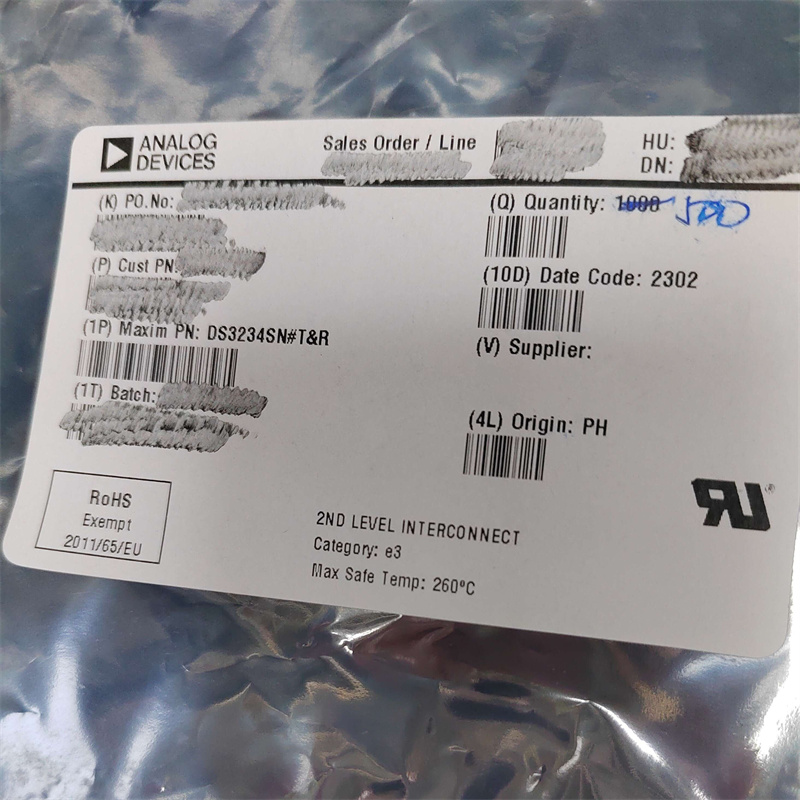 ANALOG
DEVICES
Sales Order / Line
HU:
DN:
(K) PO.No:
(Q) Quantity: 1000 500
(P) Cust PN:
(10D) Date Code: 2302
(1P) Maxim PN: DS3234SN#T&R
(V) Supplier:
(1T) Batch:
(4L) Origin: PH
RoHS
Exempt
2011/65/EU
2ND LEVEL INTERCONNECT
Category: e3
Max Safe Temp: 260ºC
RU